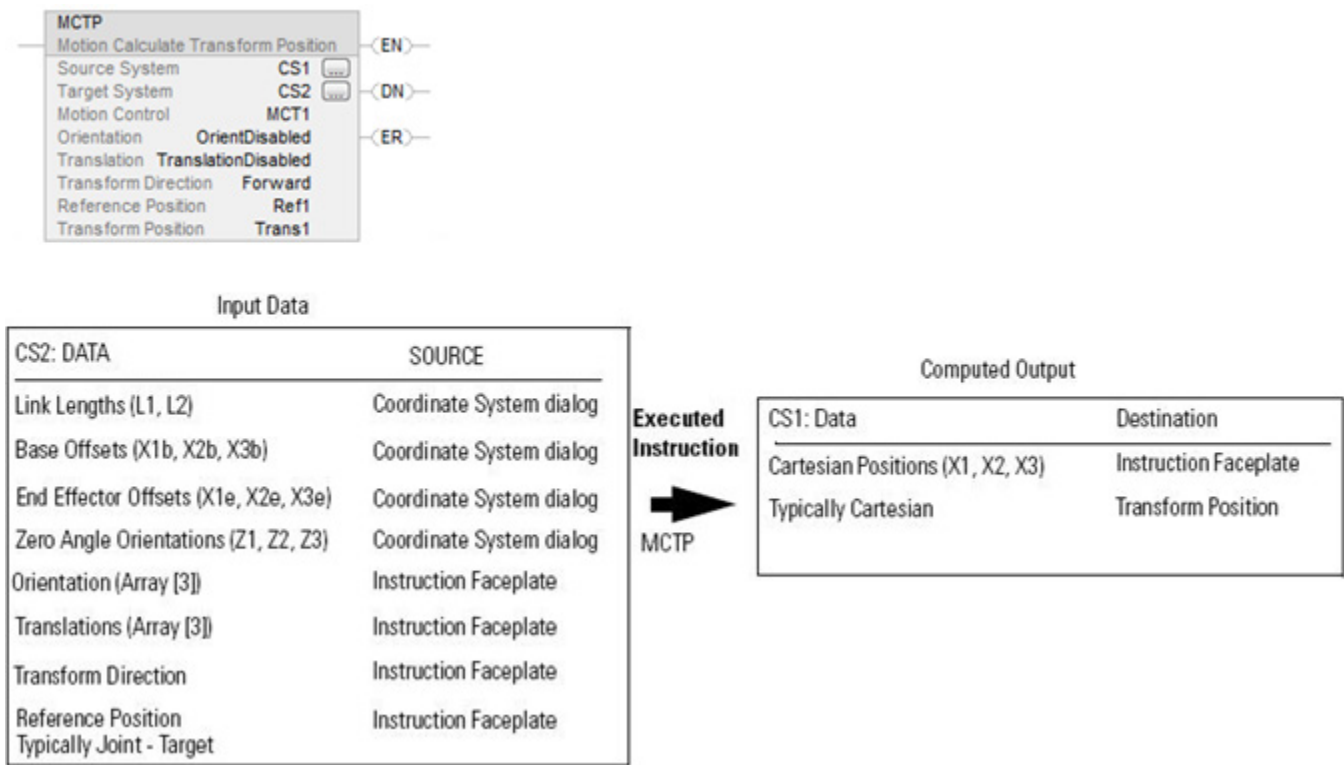 MCTP
Motion Calculate Transform Position (EN)
Source System CS1 ...
Target System CS2 ... (DN)
Motion Control MCT1
Orientation OrientDisabled (ER)
Translation TranslationDisabled
Transform Direction Forward
Reference Position Ref1
Transform Position Trans1
Input Data
CS2: DATA SOURCE
Link Lengths (L1, L2) Coordinate System dialog
Base Offsets (X1b, X2b, X3b) Coordinate System dialog
End Effector Offsets (X1e, X2e, X3e) Coordinate System dialog
Zero Angle Orientations (Z1, Z2, Z3) Coordinate System dialog
Orientation (Array [3]) Instruction Faceplate
Translations (Array [3]) Instruction Faceplate
Transform Direction Instruction Faceplate
Reference Position Instruction Faceplate
Typically Joint - Target
Executed
Instruction
MCTP
Computed Output
CS1: Data Destination
Cartesian Positions (X1, X2, X3) Instruction Faceplate
Typically Cartesian Transform Position